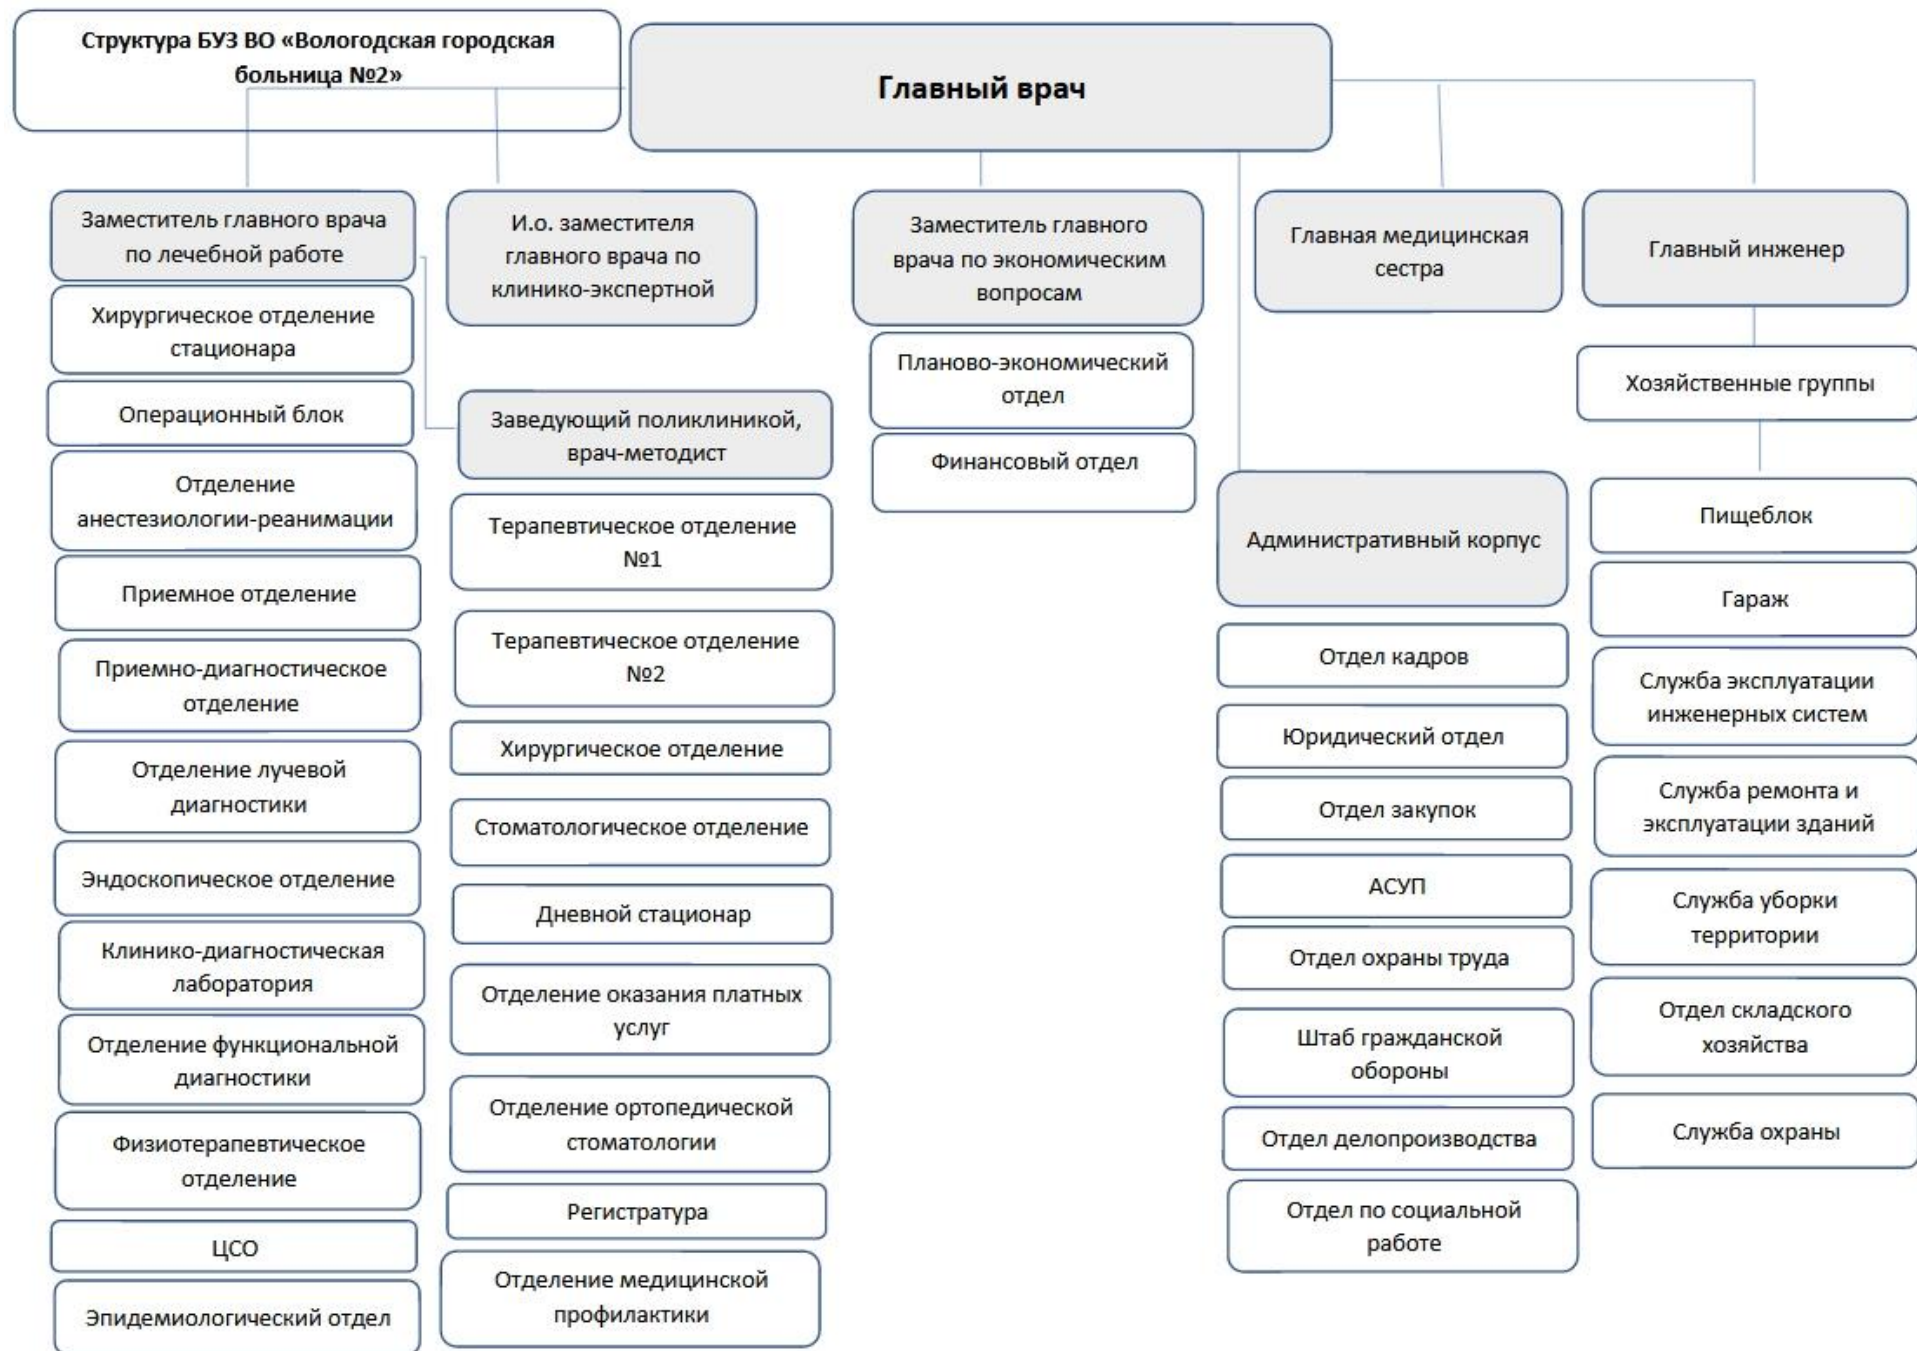 Структура БУЗ ВО «Вологодская городская
больница №2»
Главный врач
Заместитель главного врача
по лечебной работе
И.о. заместителя
главного врача по
клинико-экспертной
Заместитель главного
врача по экономическим
вопросам
Главная медицинская
сестра
Главный инженер
Хирургическое отделение
стационара
Операционный блок
Отделение
анестезиологии-реанимации
Приемное отделение
Приемно-диагностическое
отделение
Отделение лучевой
диагностики
Эндоскопическое отделение
Клинико-диагностическая
лаборатория
Отделение функциональной
диагностики
Физиотерапевтическое
отделение
ЦСО
Эпидемиологический отдел
Заведующий поликлиникой,
врач-методист
Терапевтическое отделение
№1
Терапевтическое отделение
№2
Хирургическое отделение
Стоматологическое отделение
Дневной стационар
Отделение оказания платных
услуг
Отделение ортопедической
стоматологии
Регистратура
Отделение медицинской
профилактики
Планово-экономический
отдел
Финансовый отдел
Административный корпус
Отдел кадров
Юридический отдел
Отдел закупок
АСУП
Отдел охраны труда
Штаб гражданской
обороны
Отдел делопроизводства
Отдел по социальной
работе
Хозяйственные группы
Пищеблок
Гараж
Служба эксплуатации
инженерных систем
Служба ремонта и
эксплуатации зданий
Служба уборки
территории
Отдел складского
хозяйства
Служба охраны